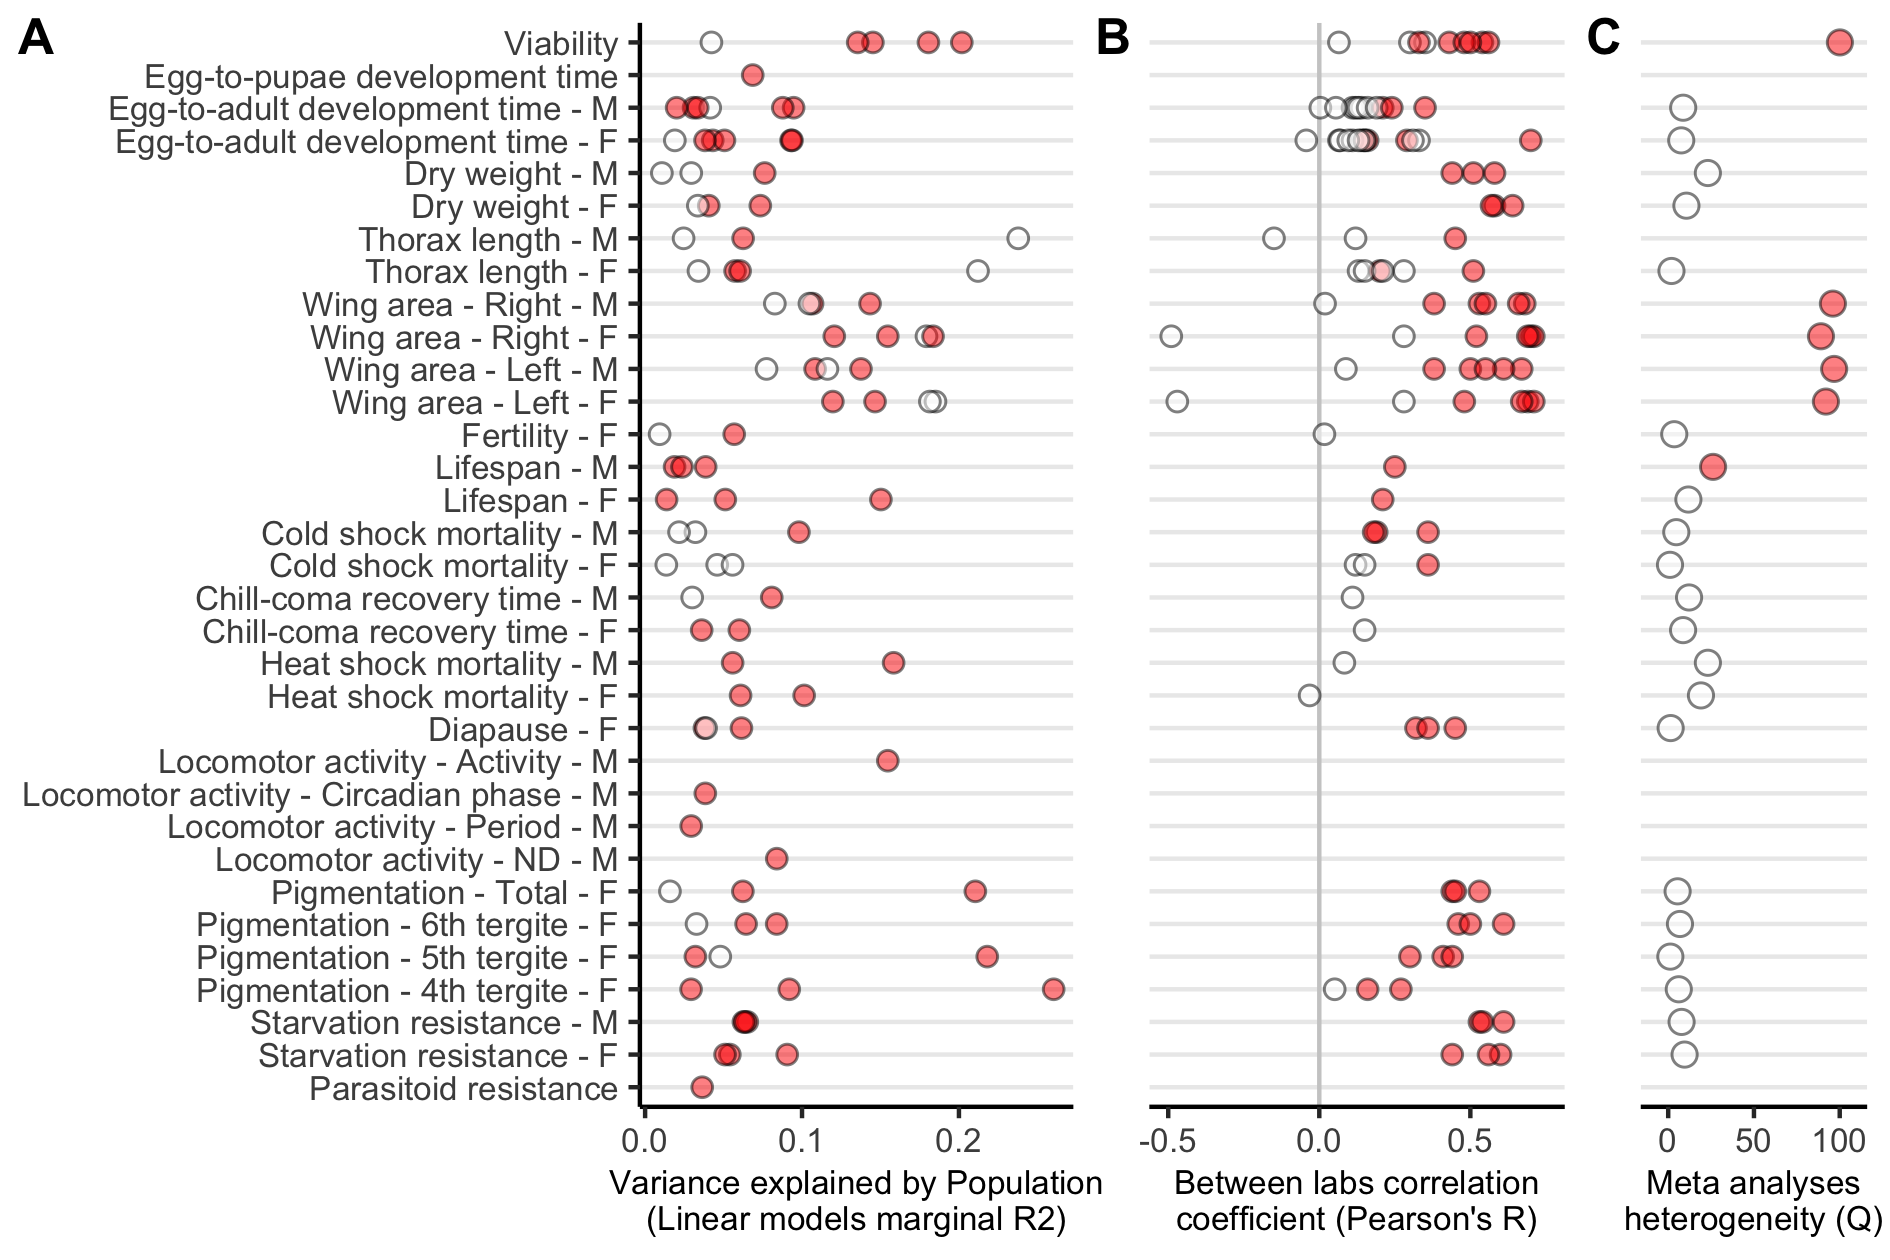 A
B
C
Viability
Egg-to-pupae development time
Egg-to-adult development time - M
Egg-to-adult development time - F
Dry weight - M
Dry weight - F
Thorax length - M
Thorax length - F
Wing area - Right - M
Wing area - Right - F
Wing area - Left - M
Wing area - Left - F
Fertility - F
Lifespan - M
Lifespan - F
Cold shock mortality - M
Cold shock mortality - F
Chill-coma recovery time - M
Chill-coma recovery time - F
Heat shock mortality - M
Heat shock mortality - F
Diapause - F
Locomotor activity - Activity - M
Locomotor activity - Circadian phase - M
Locomotor activity - Period - M
Locomotor activity - ND - M
Pigmentation - Total - F
Pigmentation - 6th tergite - F
Pigmentation - 5th tergite - F
Pigmentation - 4th tergite - F
Starvation resistance - M
Starvation resistance - F
Parasitoid resistance
0.0 0.1 0.2
Variance explained by Population
(Linear models marginal R2)
-0.5 0.0 0.5
Between labs correlation
coefficient (Pearson's R)
0 50 100
Meta analyses
heterogeneity (Q)